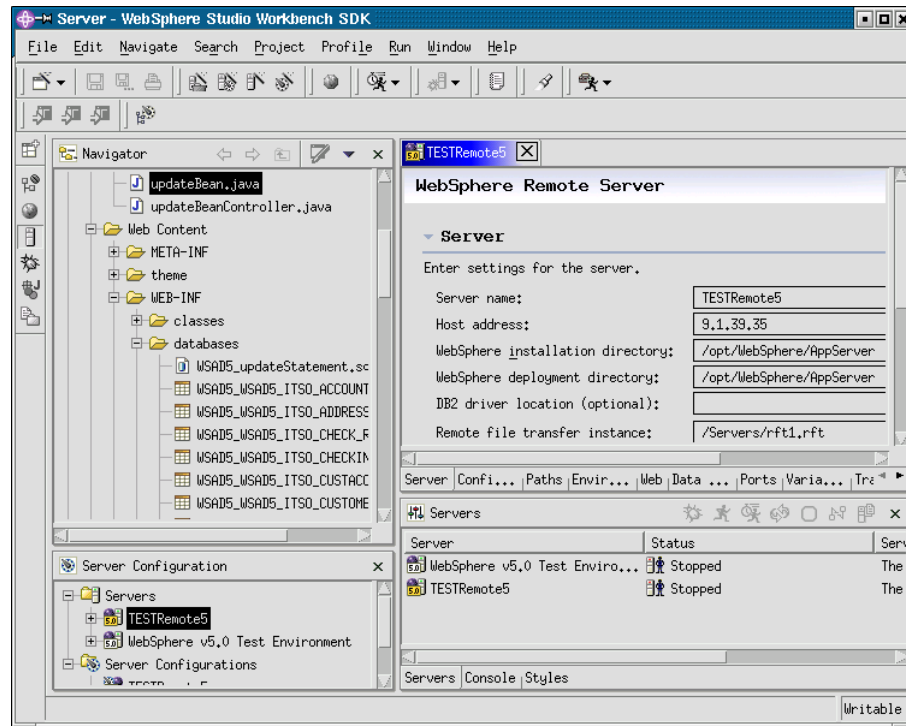 Server - WebSphere Studio Workbench SDK
File Edit Navigate Search Project Profile Run Window Help
Navigator
updateBean.java
updateBeanController.java
Web Content
META-INF
theme
WEB-INF
classes
databases
WSAD5_updateStatement.sc
WSAD5_WSAD5_ITSO_ACCOUNT
WSAD5_WSAD5_ITSO_ADDRESS
WSAD5_WSAD5_ITSO_CHECK_R
WSAD5_WSAD5_ITSO_CHECKIN
WSAD5_WSAD5_ITSO_CUSTACC
WSAD5_WSAD5_ITSO_CUSTOME
Server Configuration
Servers
TESTRemote5
WebSphere v5.0 Test Environment
Server Configurations
TESTRemote5
WebSphere Remote Server
Server
Enter settings for the server.
Server name: TESTRemote5
Host address: 9.1.39.35
WebSphere installation directory: /opt/WebSphere/AppServer
WebSphere deployment directory: /opt/WebSphere/AppServer
DB2 driver location (optional):
Remote file transfer instance: /Servers/rft1.rft
Server Confi... Paths Envir... Web Data ... Ports Varia... Tra
Servers
Server Status Serv
WebSphere v5.0 Test Enviro... Stopped The
TESTRemote5 Stopped The
Servers Console Styles
Writable